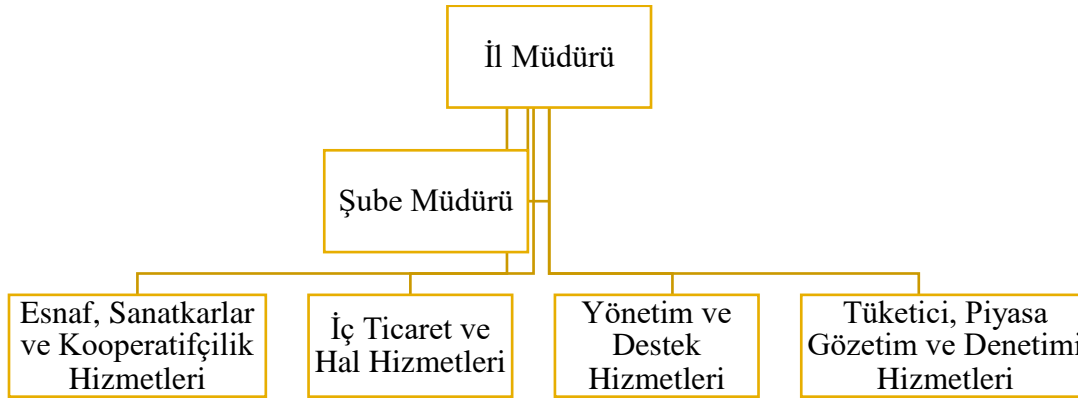 İl Müdürü
Şube Müdürü
Esnaf, Sanatkarlar
ve Kooperatifçilik
Hizmetleri
İç Ticaret ve
Hal Hizmetleri
Yönetim ve
Destek
Hizmetleri
Tüketici, Piyasa
Gözetim ve Denetimi
Hizmetleri